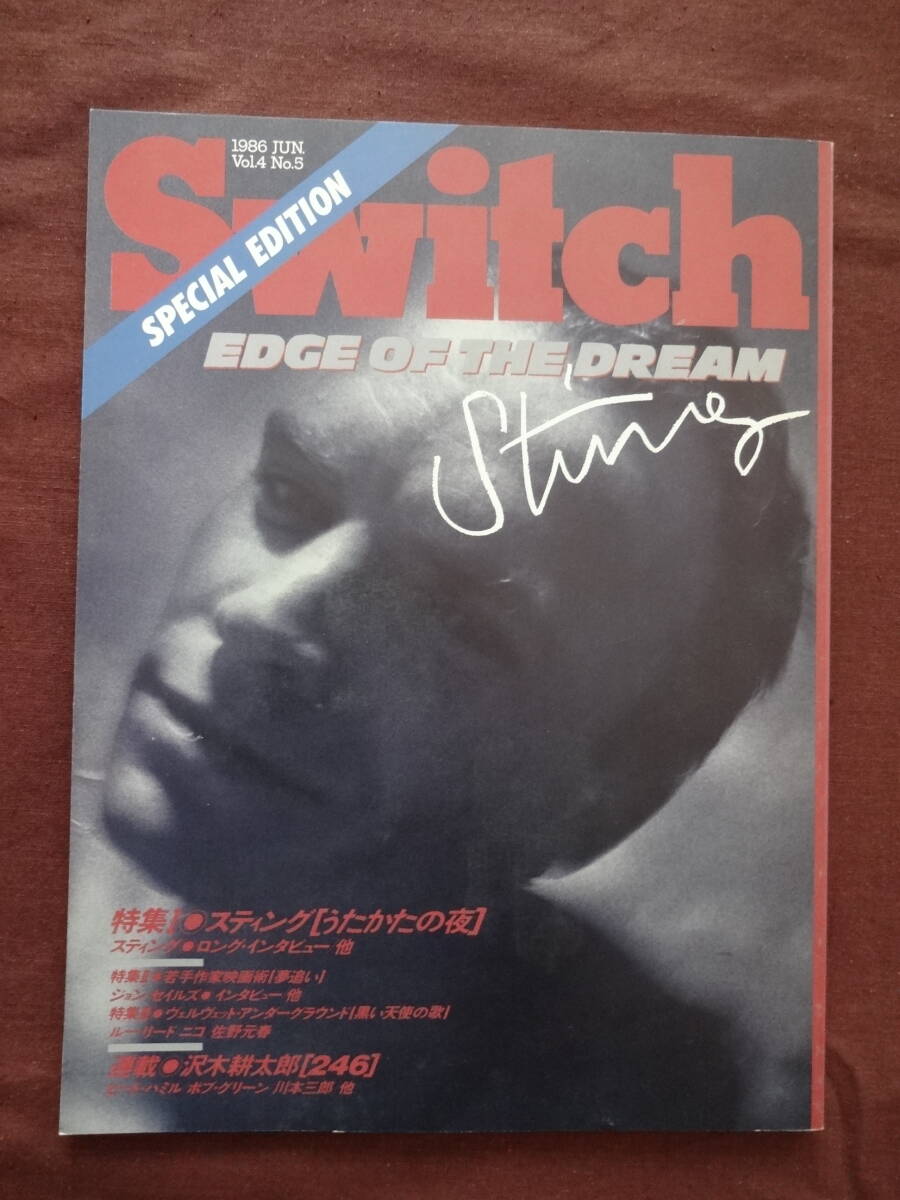 1986 JUN.
Vol.4 No.5
Switch
SPECIAL EDITION
EDGE OF THE DREAM
Sting
特集I●スティング[うたかたの夜]
スティング●ロング・インタビュー 他
特集II●若手作家映画術[夢追い]
ジョン・セイルズ●インタビュー 他
特集III●ヴェルヴェット・アンダーグラウンド[黒い天使の歌]
ルー・リード ニコ 佐野元春
連載●沢木耕太郎[246]
ピート・ハミル ボブ・グリーン 川本三郎 他